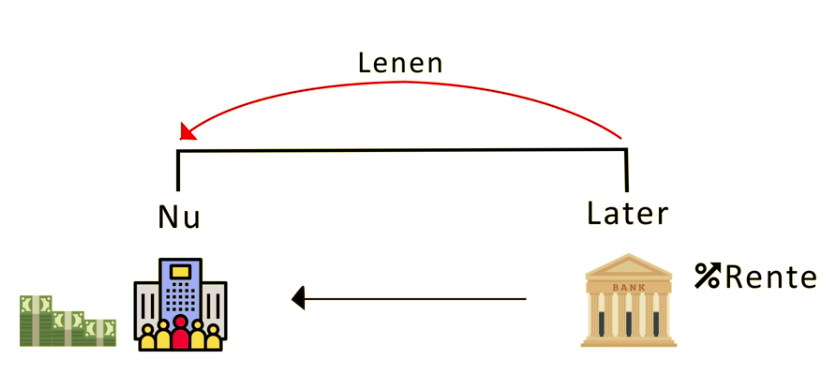 Lenen
Nu
Later
BANK
%Rente